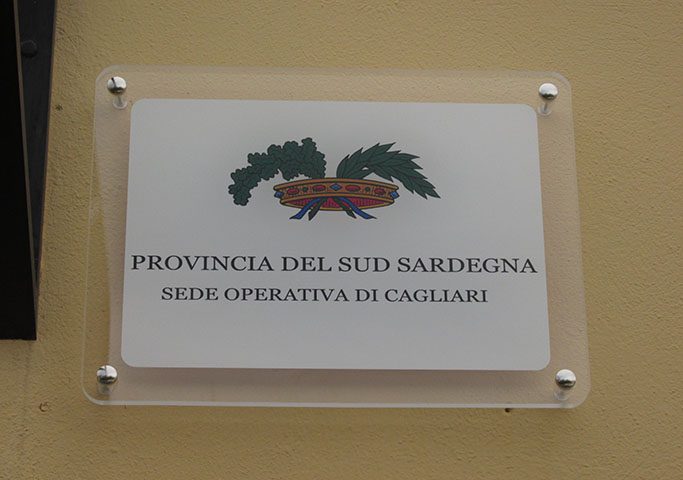 PROVINCIA DEL SUD SARDEGNA
SEDE OPERATIVA DI CAGLIARI